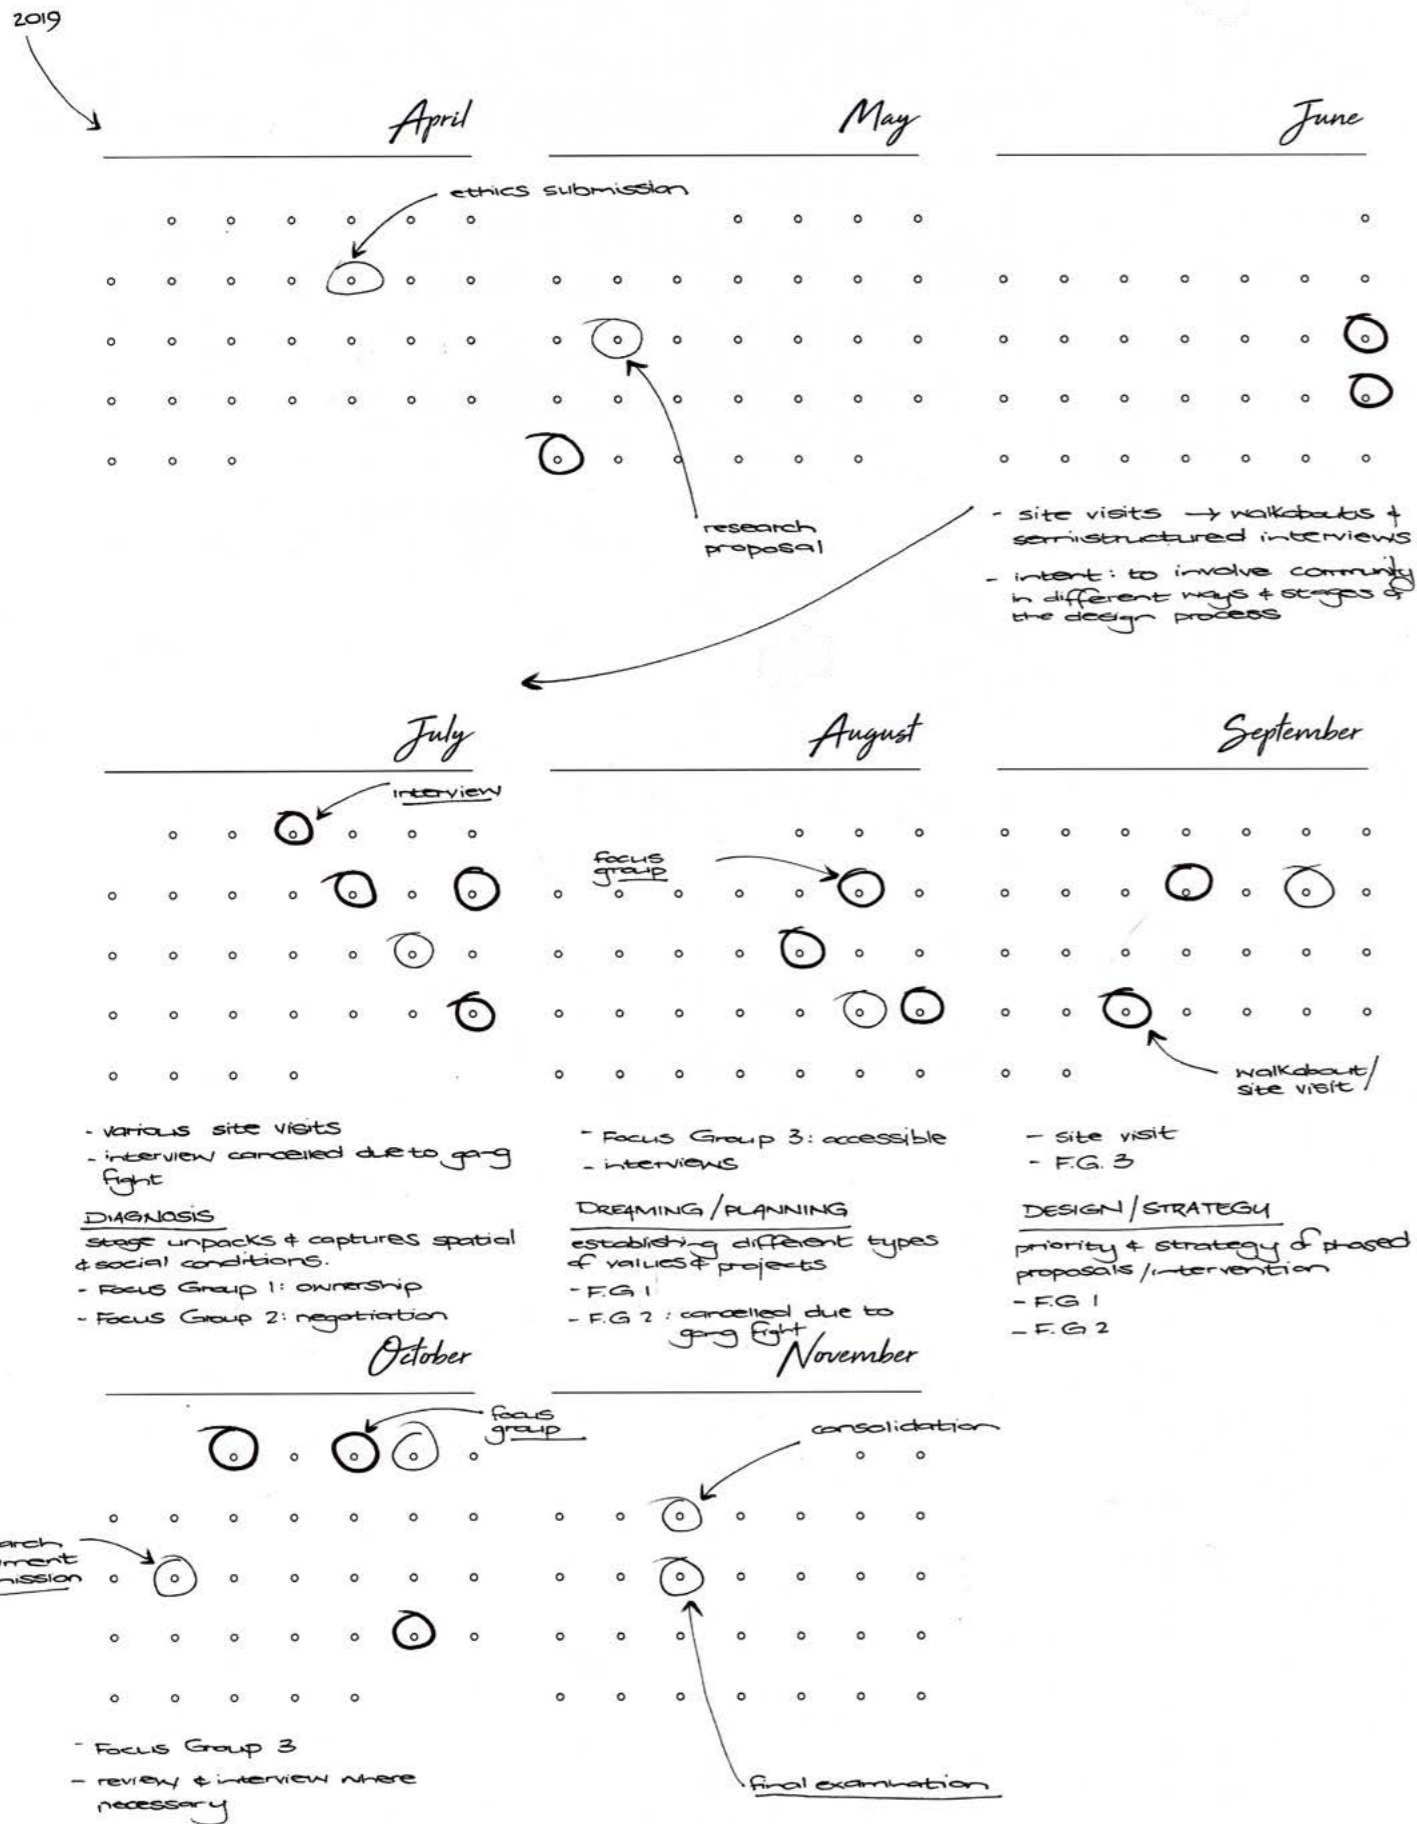 2019
April
May
June
ethics submission
research
proposal
- site visits → walkabouts &
semistructured interviews
- intent: to involve community
in different ways & stages of
the design process
July
August
September
interview
focus
group
walkabout/
site visit
- various site visits
- interview cancelled due to gang
fight
DIAGNOSIS
stage unpacks & captures spatial
& social conditions.
- Focus Group 1: ownership
- Focus Group 2: negotiation
- Focus Group 3: accessible
- interviews
DREAMING / PLANNING
establishing different types
of values & projects
- F.G 1
- F.G 2 : cancelled due to
gang fight
- site visit
- F.G. 3
DESIGN / STRATEGY
priority & strategy of phased
proposals / intervention
- F.G 1
- F.G 2
October
November
focus
group
consolidation
arch
ment
mission
- Focus Group 3
- review & interview where
necessary
final examination